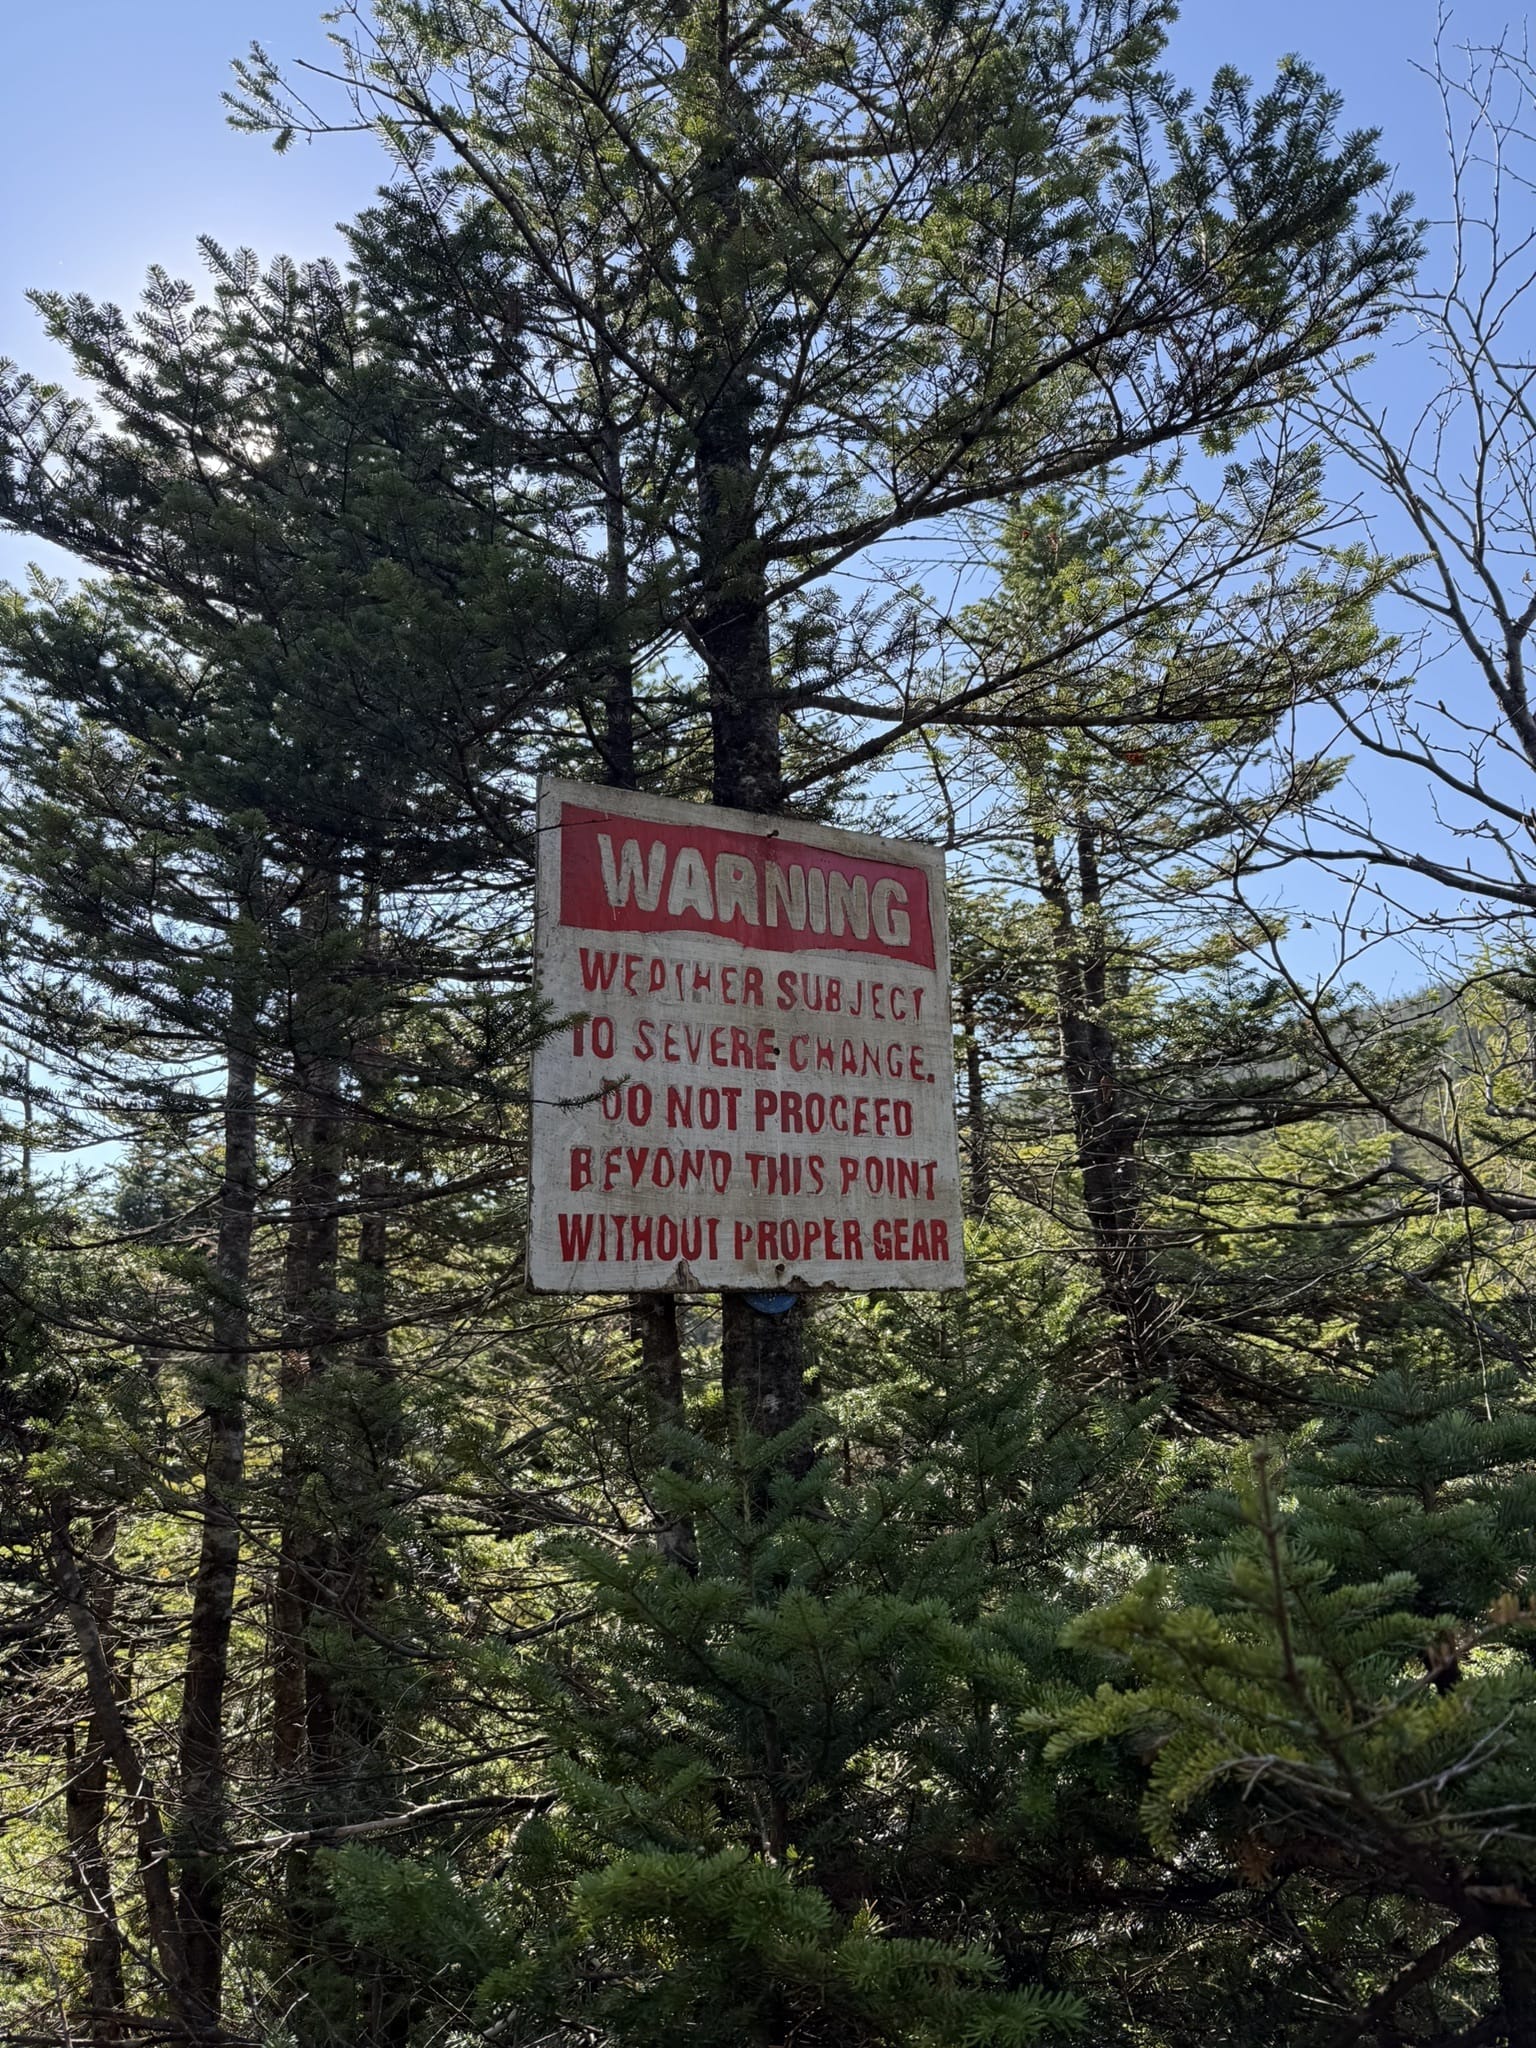 WARNING
WEATHER SUBJECT
TO SEVERE CHANGE.
DO NOT PROCEED
BEYOND THIS POINT
WITHOUT PROPER GEAR